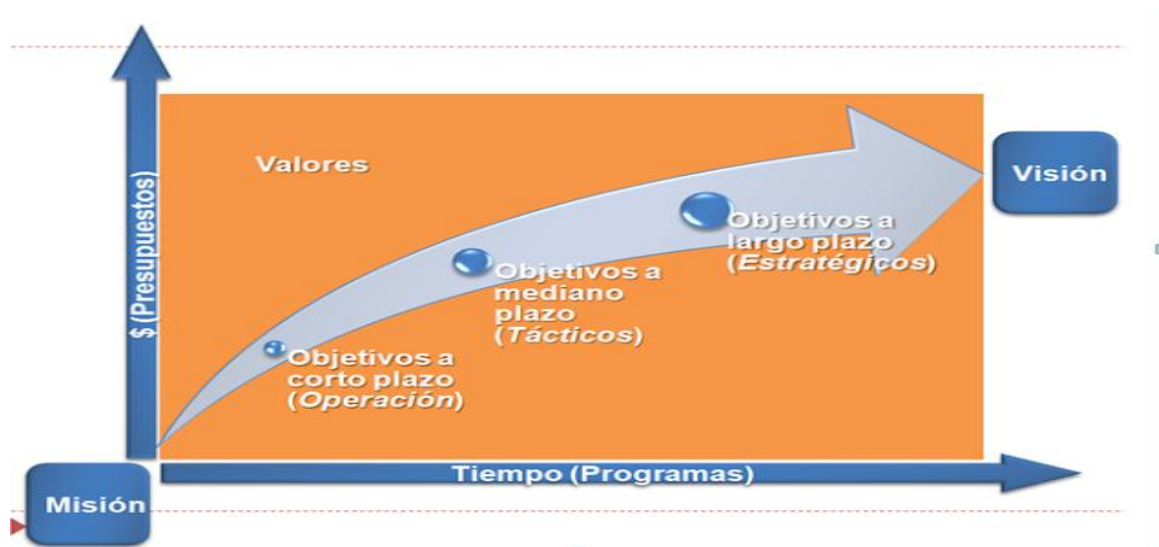 Valores
Visión
$ (Presupuestos)
Objetivos a
largo plazo
(Estratégicos)
Objetivos a
mediano
plazo
(Tácticos)
Objetivos a
corto plazo
(Operación)
Tiempo (Programas)
Misión